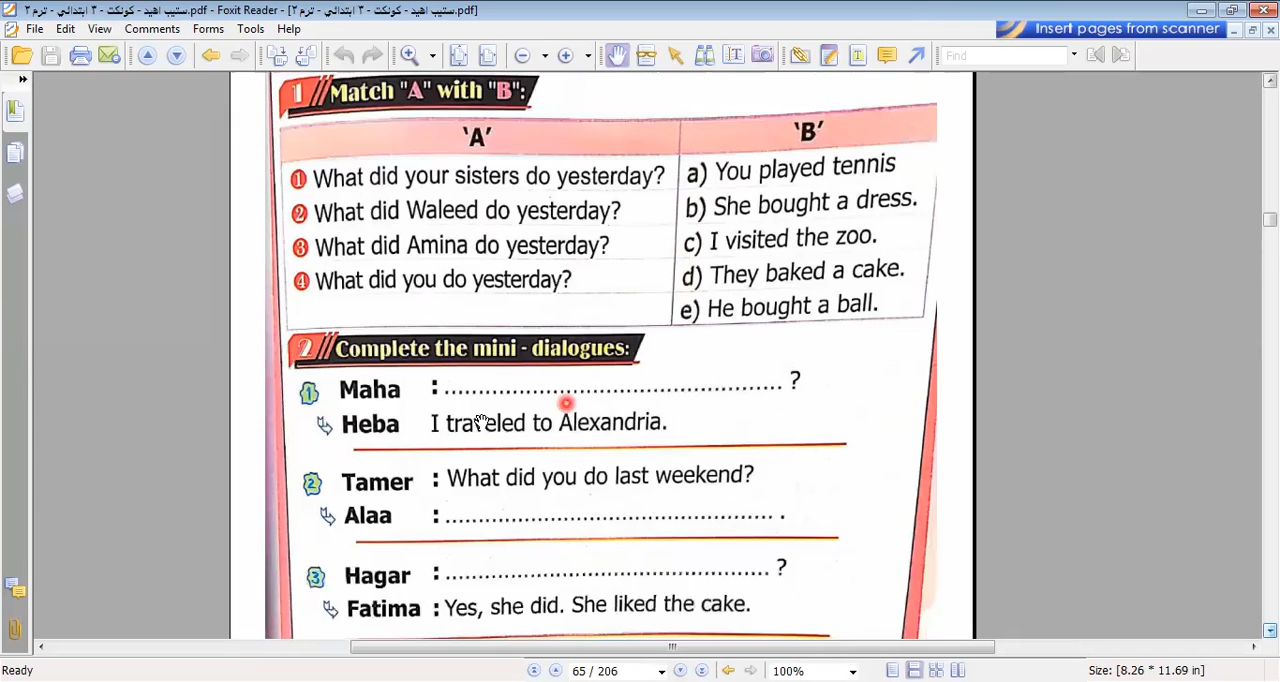 ستيب اهيد - كونكت - ٣ ابتدائي - ترم ٢.pdf - Foxit Reader - [ستيب اهيد - كونكت - ٣ ابتدائي - ترم ٢.pdf]
File Edit View Comments Forms Tools Help
Insert pages from scanner
Find
1 Match "A" with "B":
'A' 'B'
1 What did your sisters do yesterday? a) You played tennis
2 What did Waleed do yesterday? b) She bought a dress.
3 What did Amina do yesterday? c) I visited the zoo.
4 What did you do yesterday? d) They baked a cake.
e) He bought a ball.
2 Complete the mini - dialogues:
1 Maha : ........................................................ ?
Heba I traveled to Alexandria.
2 Tamer : What did you do last weekend?
Alaa : ........................................................ .
3 Hagar : ........................................................ ?
Fatima : Yes, she did. She liked the cake.
Ready 65 / 206 100% Size: [8.26 * 11.69 in]